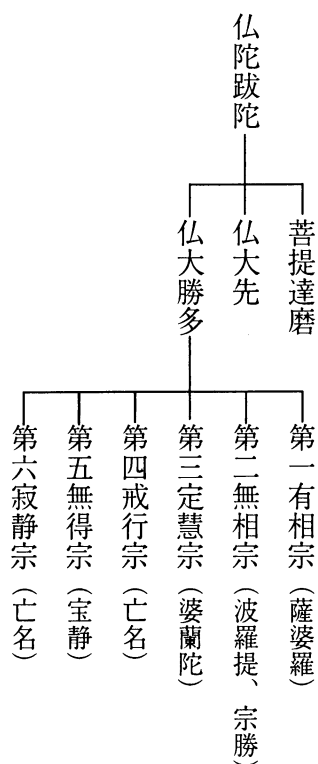 仏陀跋陀
菩提達磨
仏大先
仏大勝多
第一有相宗（薩婆羅）
第二無相宗（波羅提、宗勝）
第三定慧宗（婆蘭陀）
第四戒行宗（亡名）
第五無得宗（宝静）
第六寂静宗（亡名）